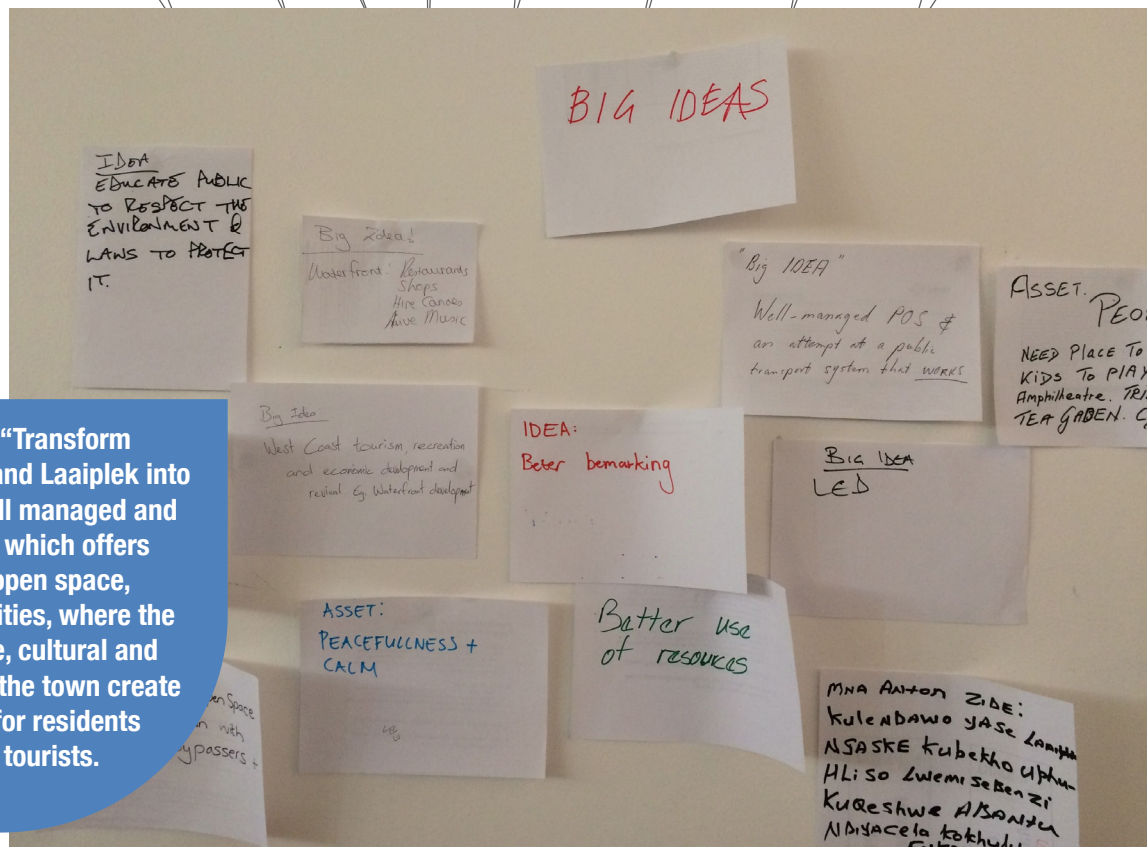 BIG IDEAS
IDEA
EDUCATE PUBLIC
TO RESPECT THE
ENVIRONMENT &
LAWS TO PROTECT
IT.
Big Idea!
Waterfront: Restaurants
Shops
Hire Canoes
Live Music
"Big IDEA"
Well-managed POS &
an attempt at a public
transport system that WORKS
ASSET.
NEED PLACE TO
KIDS TO PLAY
Amphitheatre.
TEA GADEN.
Big Idea
West Coast tourism, recreation
and economic development and
revival Eg. Waterfront development
IDEA:
Beter bemarking
BIG IDEA
LED
"Transform
and Laaiplek into
ll managed and
which offers
open space,
ities, where the
e, cultural and
the town create
for residents
tourists.
ASSET:
PEACEFULLNESS +
CALM
Better use
of resources
en Space
with
ypassers +
MNA ANTON ZIDE:
KULENDAWO YASE
NGASKE KUBEKHO UPHU-
HLISO LWEMISEBENZI
KUQESHWE ABANTU
NDIYACELA